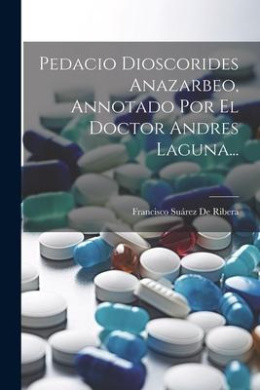 Pedacio Dioscorides
Anazarbeo, 
Annotado Por El
Doctor Andres
Laguna...
Francisco Suárez De Ribera